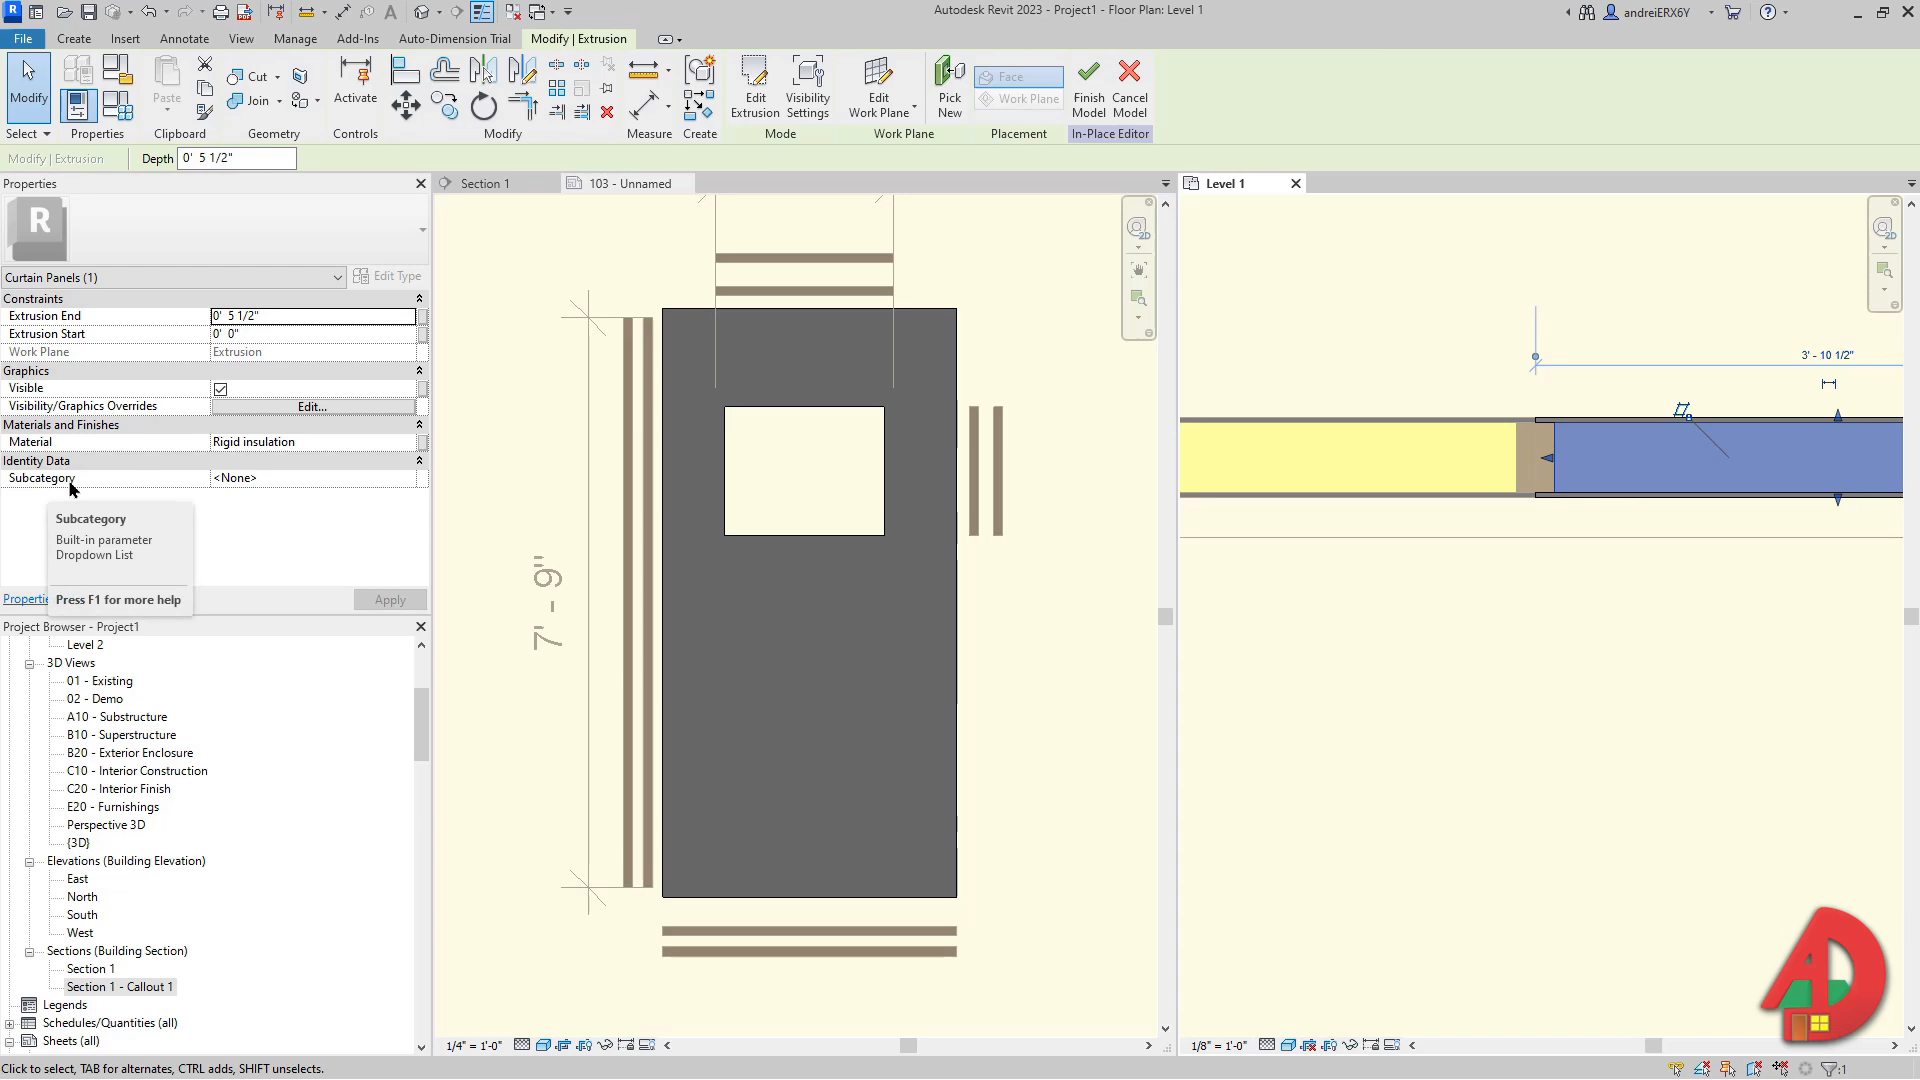 Autodesk Revit 2023 - Project1 - Floor Plan: Level 1
andreiERX6Y
File
Create
Insert
Annotate
View
Manage
Add-Ins
Auto-Dimension Trial
Modify | Extrusion
Modify
Paste
Cut
Join
Activate
Edit
Extrusion
Visibility
Settings
Edit
Work Plane
Pick
New
Face
Work Plane
Finish
Model
Cancel
Model
Select
Properties
Clipboard
Geometry
Controls
Modify
Measure
Create
Mode
Work Plane
Placement
In-Place Editor
Modify | Extrusion
Depth
0' 5 1/2"
Properties
Section 1
103 - Unnamed
Level 1
R
Curtain Panels (1)
Edit Type
Constraints
Extrusion End
0' 5 1/2"
Extrusion Start
0' 0"
Work Plane
Extrusion
Graphics
Visible
Visibility/Graphics Overrides
Edit...
Materials and Finishes
Material
Rigid insulation
Identity Data
Subcategory
<None>
Subcategory
Built-in parameter
Dropdown List
Press F1 for more help
Apply
Project Browser - Project1
Level 2
3D Views
01 - Existing
02 - Demo
A10 - Substructure
B10 - Superstructure
B20 - Exterior Enclosure
C10 - Interior Construction
C20 - Interior Finish
E20 - Furnishings
Perspective 3D
{3D}
Elevations (Building Elevation)
East
North
South
West
Sections (Building Section)
Section 1
Section 1 - Callout 1
Legends
Schedules/Quantities (all)
Sheets (all)
7' - 9"
3' - 10 1/2"
2D
2D
1/4" = 1'-0"
1/8" = 1'-0"
Click to select, TAB for alternates, CTRL adds, SHIFT unselects.
:1